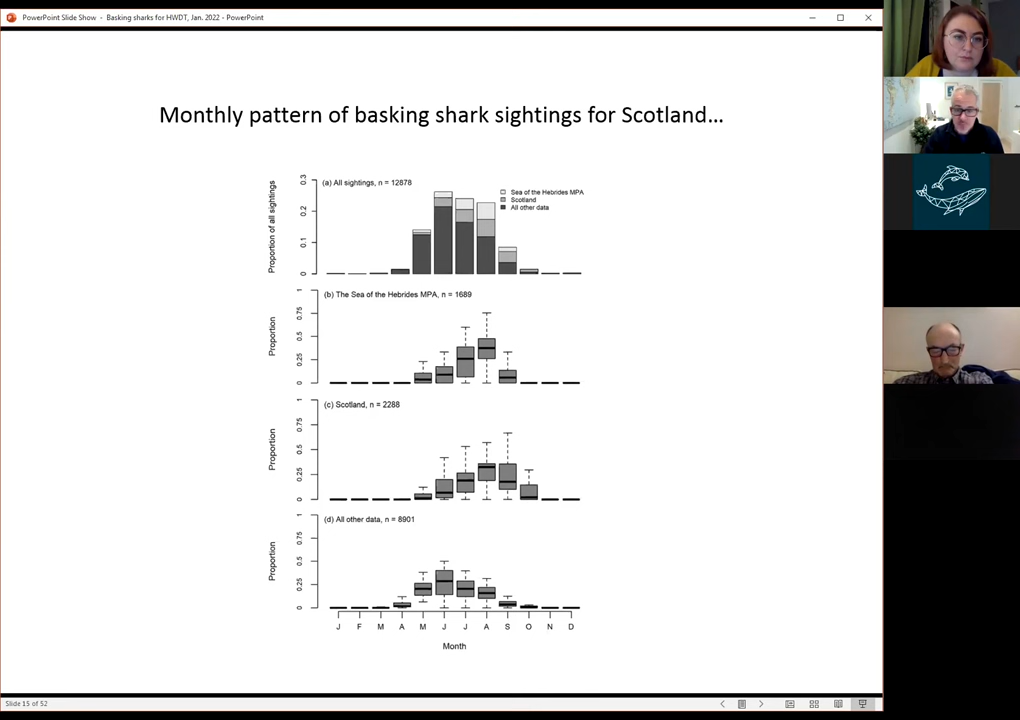 PowerPoint Slide Show - Basking sharks for HWDT, Jan. 2022 - PowerPoint
Monthly pattern of basking shark sightings for Scotland…
(a) All sightings, n = 12878
Sea of the Hebrides MPA
Scotland
All other data
Proportion of all sightings
0.3
0.2
0.1
0
(b) The Sea of the Hebrides MPA, n = 1689
Proportion
1
0.75
0.5
0.25
0
(c) Scotland, n = 2288
Proportion
1
0.75
0.5
0.25
0
(d) All other data, n = 8901
Proportion
1
0.75
0.5
0.25
0
J F M A M J J A S O N D
Month
Slide 15 of 52